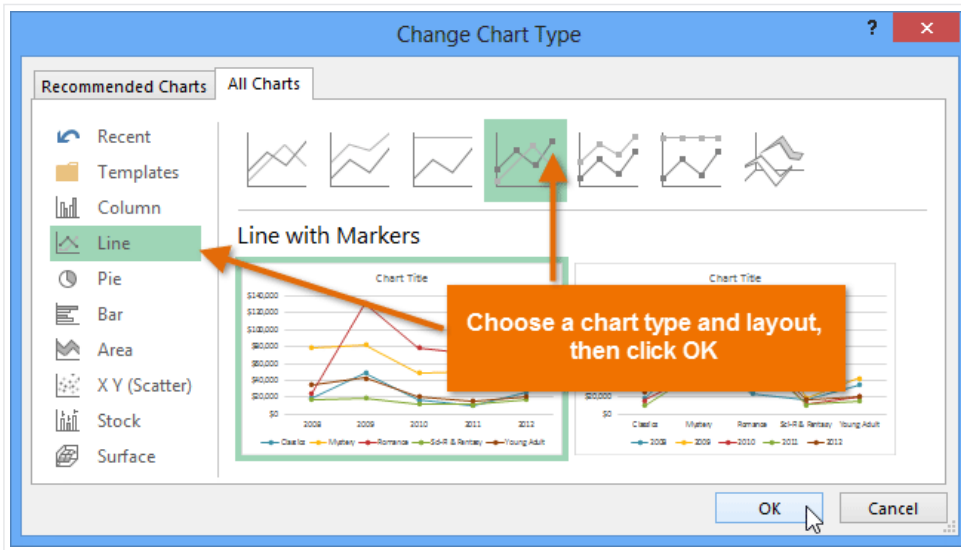 Change Chart Type
?
×
Recommended Charts
All Charts
Recent
Templates
Column
Line
Pie
Bar
Area
X Y (Scatter)
Stock
Surface
Line with Markers
Chart Title
$140,000
$120,000
$100,000
$80,000
$60,000
$40,000
$20,000
$0
2008
2009
2010
2011
2012
Classics
Mystery
Romance
Sci-Fi & Fantasy
Young Adult
Chart Title
$20,000
$0
Classics
Mystery
Romance
Sci-Fi & Fantasy
Young Adult
2008
2009
2010
2011
2012
Choose a chart type and layout,
then click OK
OK
Cancel